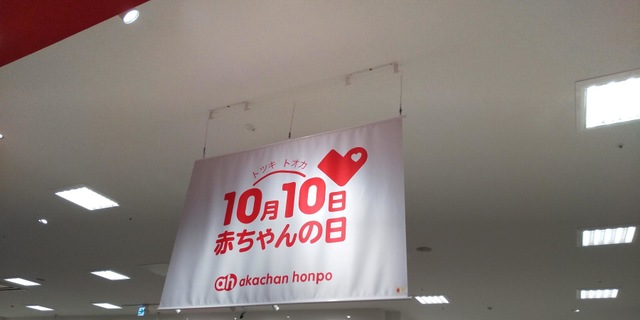 トツキ トオカ
10月10日
赤ちゃんの日
ah akachan honpo